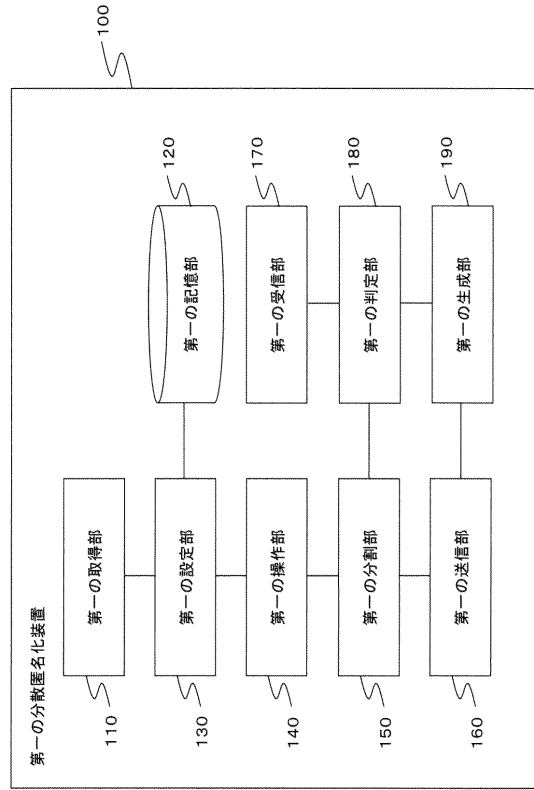 第一の分散匿名化装置
100
第一の取得部
110
第一の記憶部
120
第一の設定部
130
第一の操作部
140
第一の受信部
170
第一の分割部
150
第一の判定部
180
第一の送信部
160
第一の生成部
190